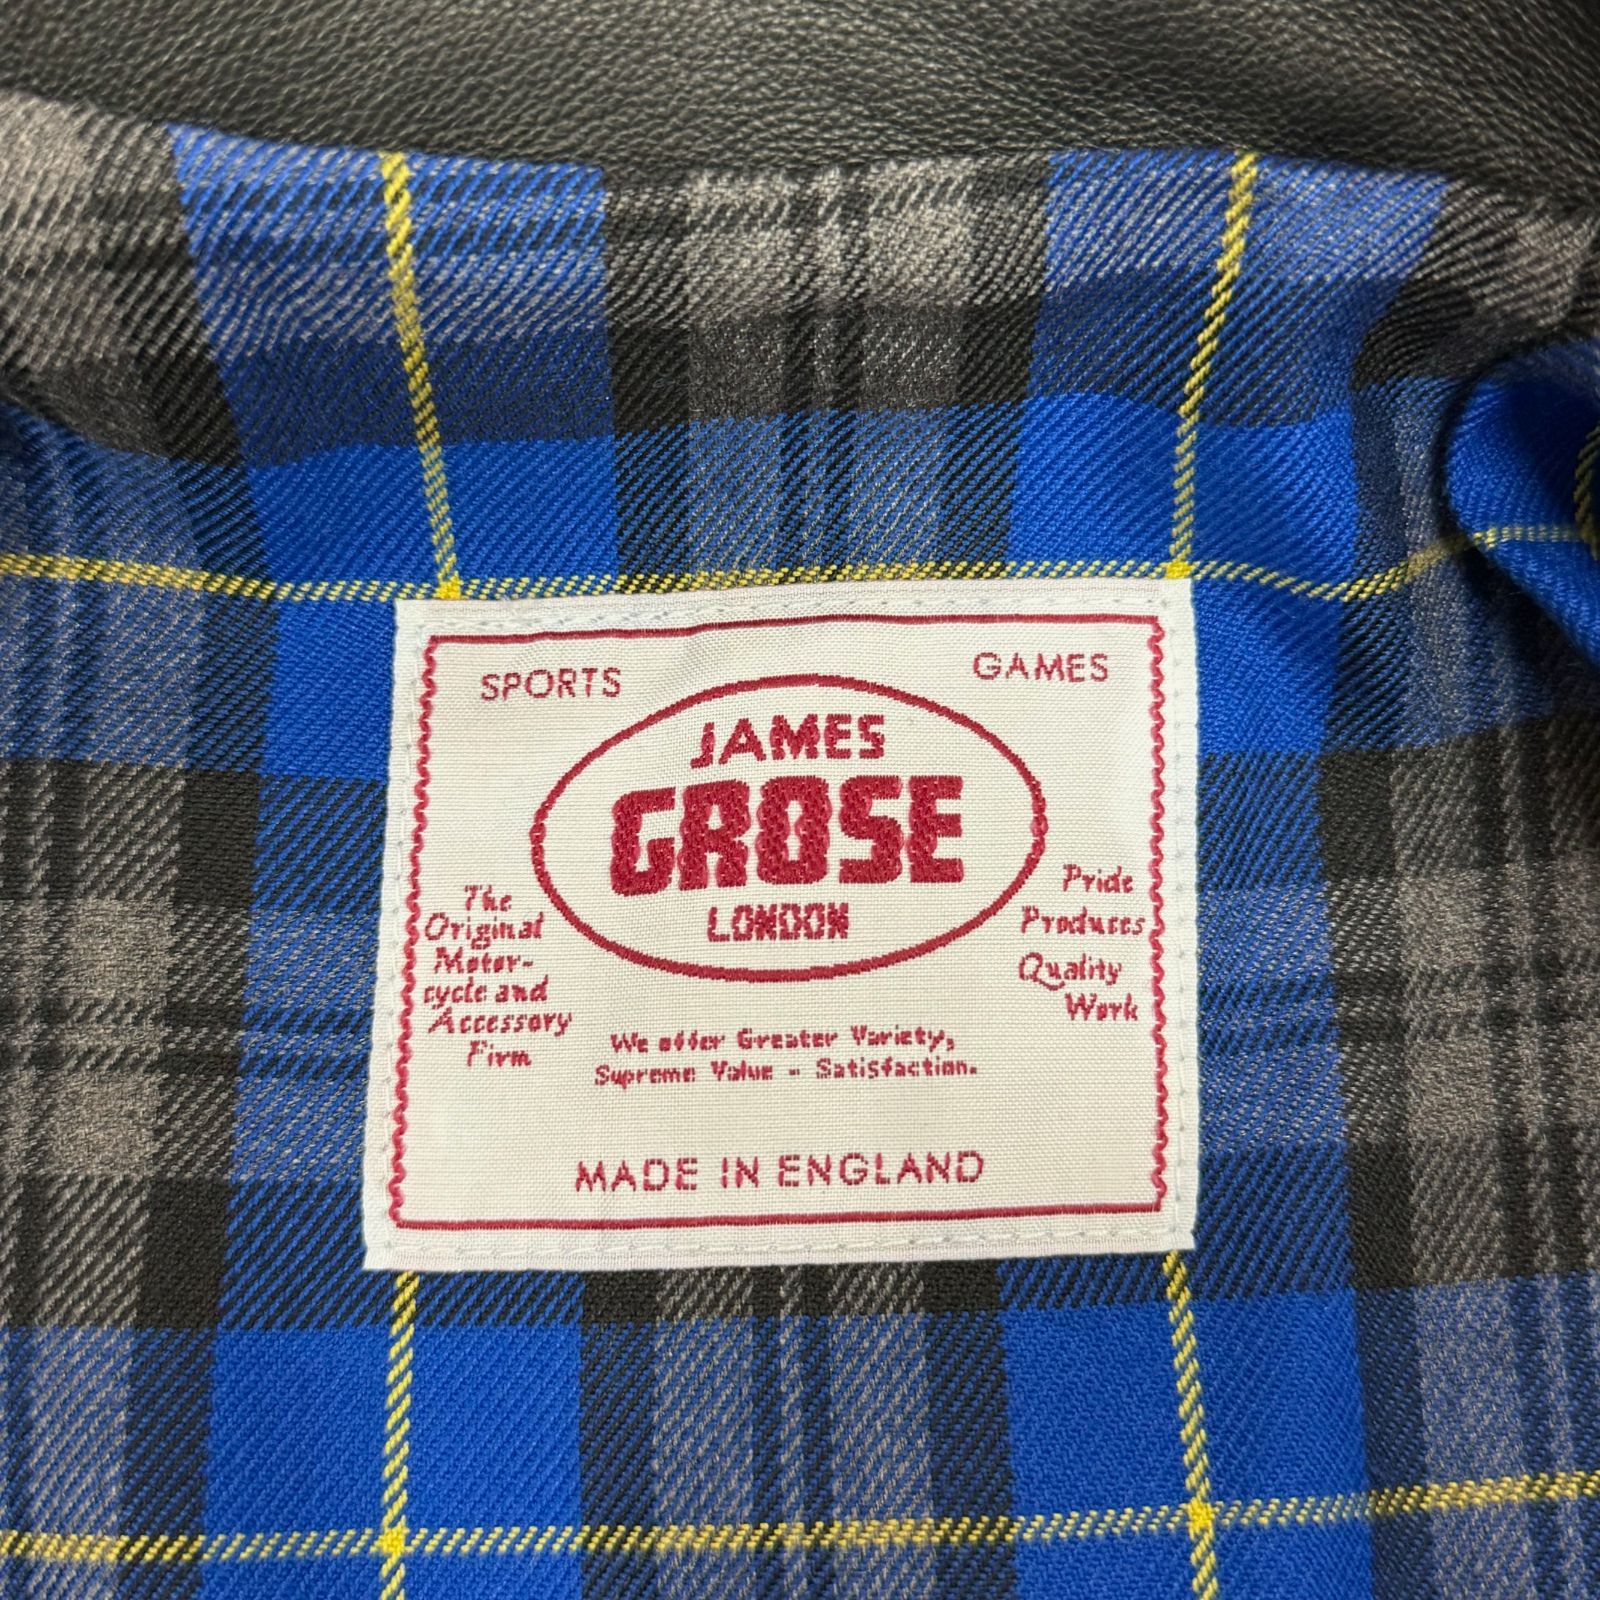 SPORTS
GAMES
JAMES
GROSE
LONDON
The
Original
Motor-
cycle and
Accessory
Firm
Pride
Produces
Quality
Work
We offer Greater Variety,
Supreme Value - Satisfaction.
MADE IN ENGLAND